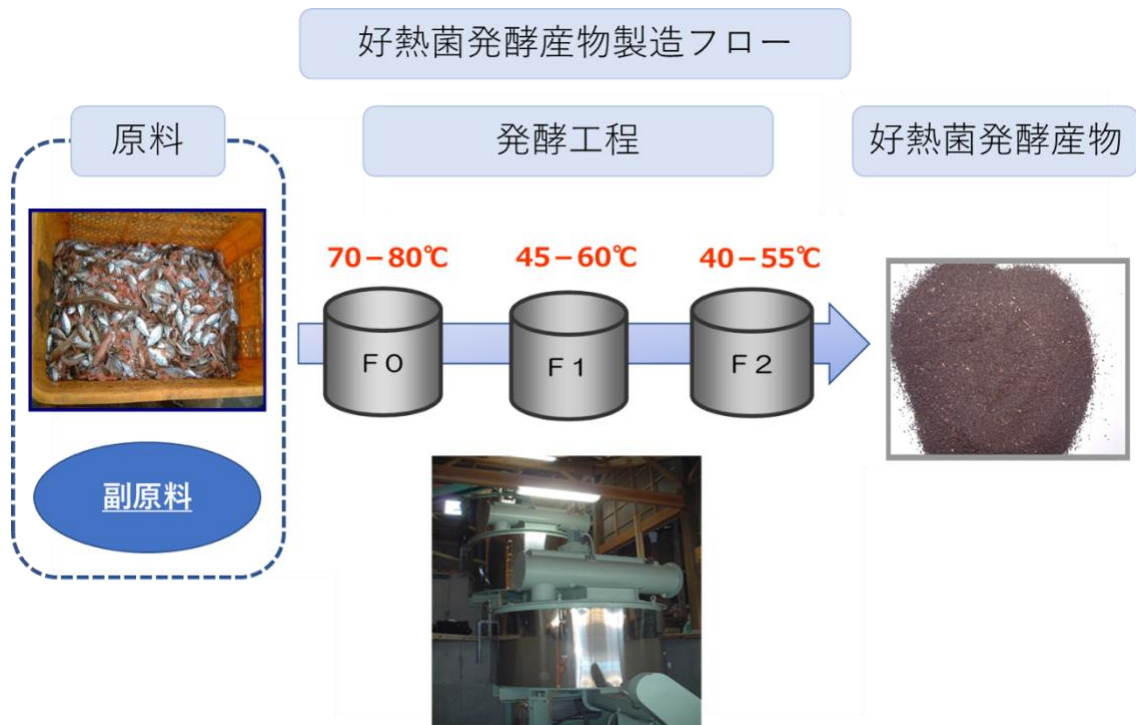 好熱菌発酵産物製造フロー
原料
発酵工程
好熱菌発酵産物
70－80℃
45－60℃
40－55℃
Ｆ０
Ｆ１
Ｆ２
副原料